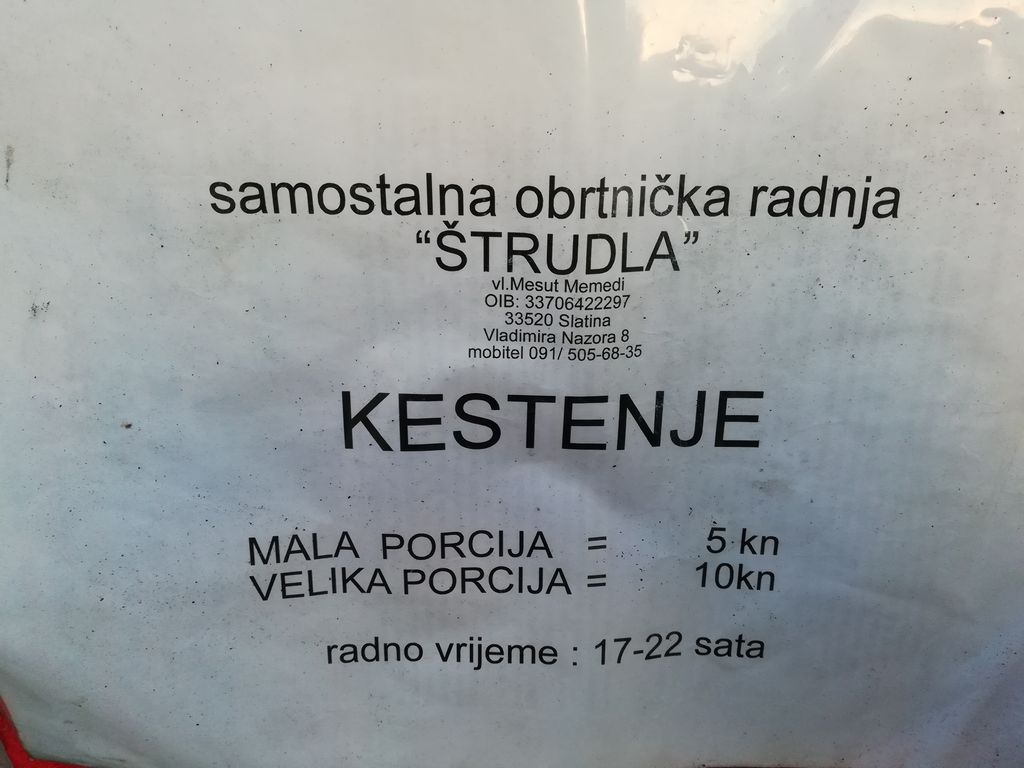 samostalna obrtnička radnja
“ŠTRUDLA”
vl.Mesut Memedi
OIB: 33706422297
33520 Slatina
Vladimira Nazora 8
mobitel 091/ 505-68-35
KESTENJE
MALA PORCIJA = 5 kn
VELIKA PORCIJA = 10kn
radno vrijeme : 17-22 sata